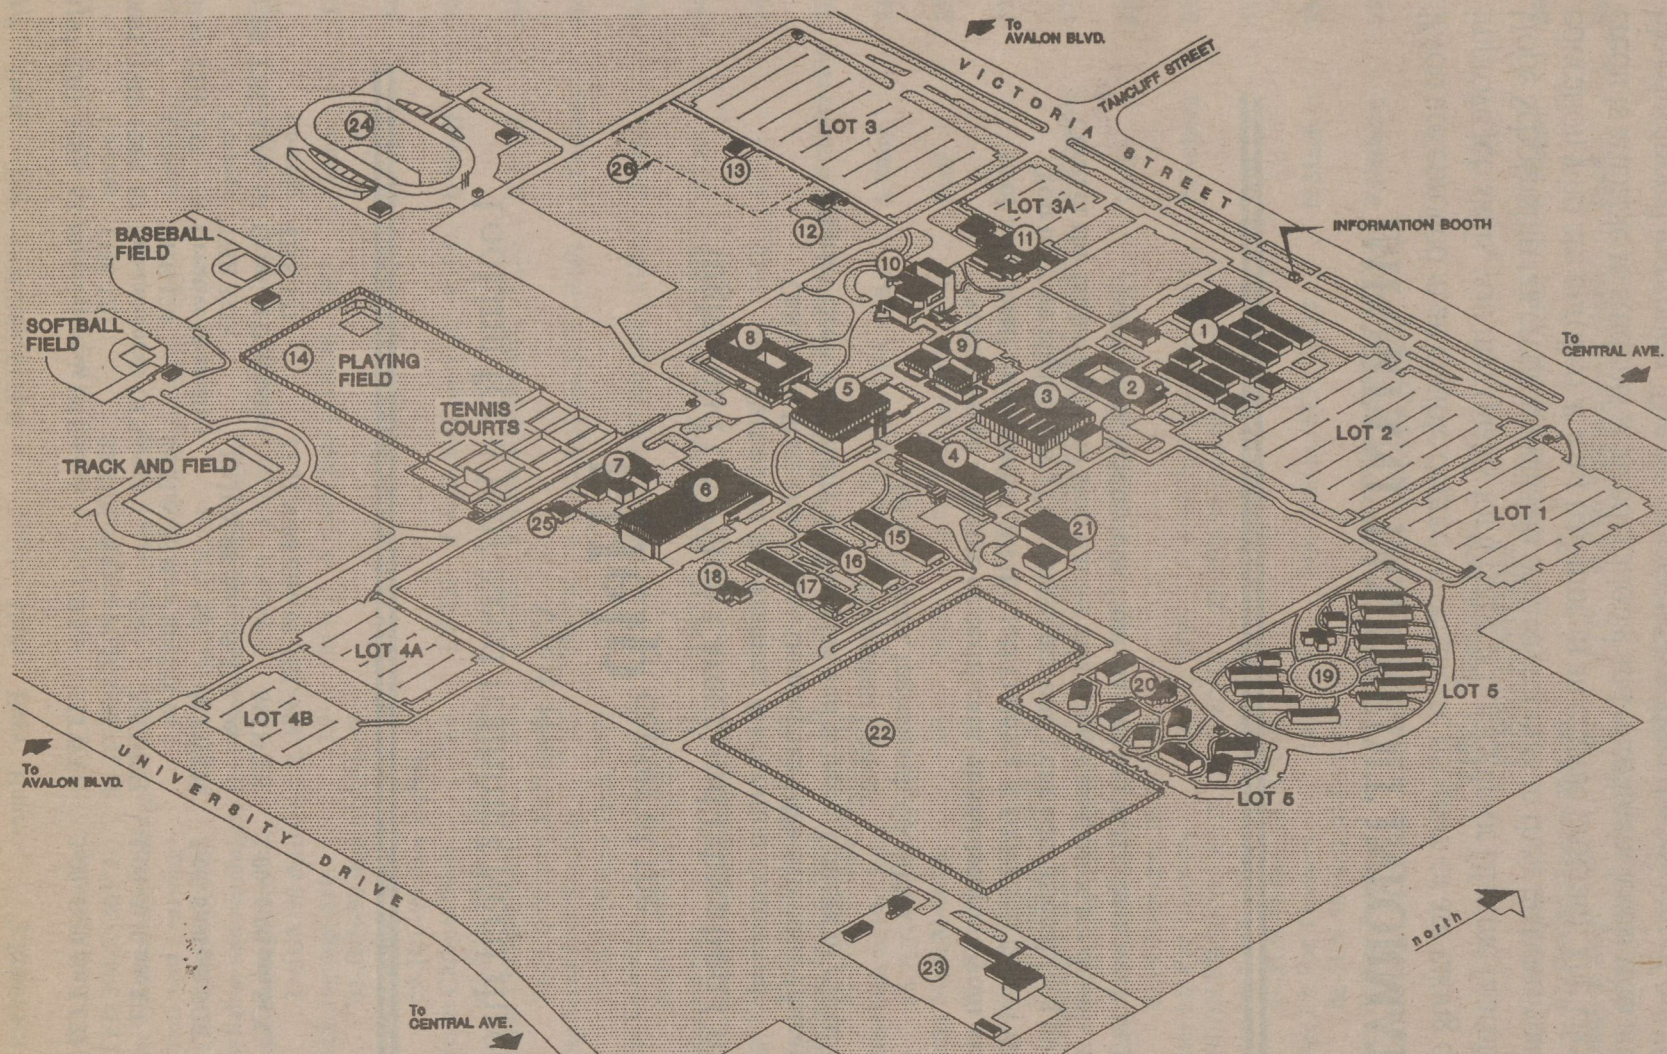 To
AVALON BLVD.
VICTORIA STREET
TAMCLIFF STREET
24
LOT 3
26
13
12
LOT 3A
11
INFORMATION BOOTH
BASEBALL
FIELD
10
SOFTBALL
FIELD
14
PLAYING
FIELD
8
9
1
To
CENTRAL AVE.
5
3
2
TENNIS
COURTS
LOT 2
TRACK AND FIELD
7
6
4
LOT 1
25
15
21
16
18
17
LOT 4A
19
20
LOT 5
LOT 4B
22
To
AVALON BLVD.
LOT 5
UNIVERSITY DRIVE
north
23
To
CENTRAL AVE.